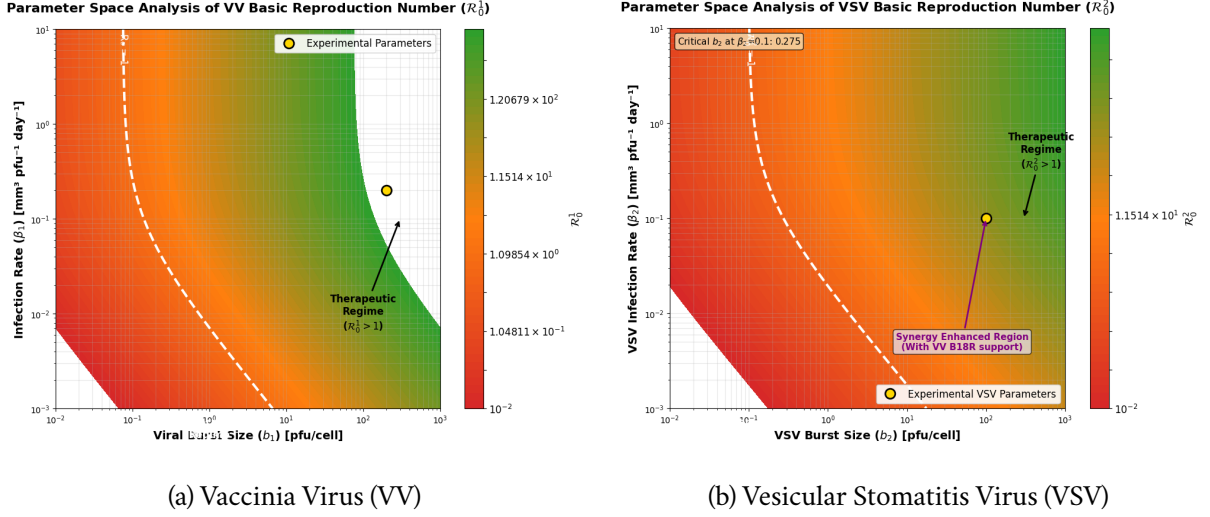 Parameter Space Analysis of VV Basic Reproduction Number (ℛ₀¹)
Experimental Parameters
10¹
10⁰
10⁻¹
10⁻²
10⁻³
Infection Rate (β₁) [mm³ pfu⁻¹ day⁻¹]
Therapeutic
Regime
(ℛ₀¹ > 1)
10⁻² 10⁻¹ 10⁰ 10¹ 10² 10³
Viral Burst Size (b₁) [pfu/cell]
1.20679 × 10²
1.1514 × 10¹
1.09854 × 10⁰
1.04811 × 10⁻¹
10⁻²
ℛ₀¹
(a) Vaccinia Virus (VV)
Parameter Space Analysis of VSV Basic Reproduction Number (ℛ₀²)
Critical b₂ at β₂≈0.1: 0.275
10¹
10⁰
10⁻¹
10⁻²
10⁻³
VSV Infection Rate (β₂) [mm³ pfu⁻¹ day⁻¹]
Therapeutic
Regime
(ℛ₀² > 1)
Synergy Enhanced Region
(With VV B18R support)
Experimental VSV Parameters
10⁻² 10⁻¹ 10⁰ 10¹ 10² 10³
VSV Burst Size (b₂) [pfu/cell]
1.1514 × 10¹
10⁻²
ℛ₀²
(b) Vesicular Stomatitis Virus (VSV)